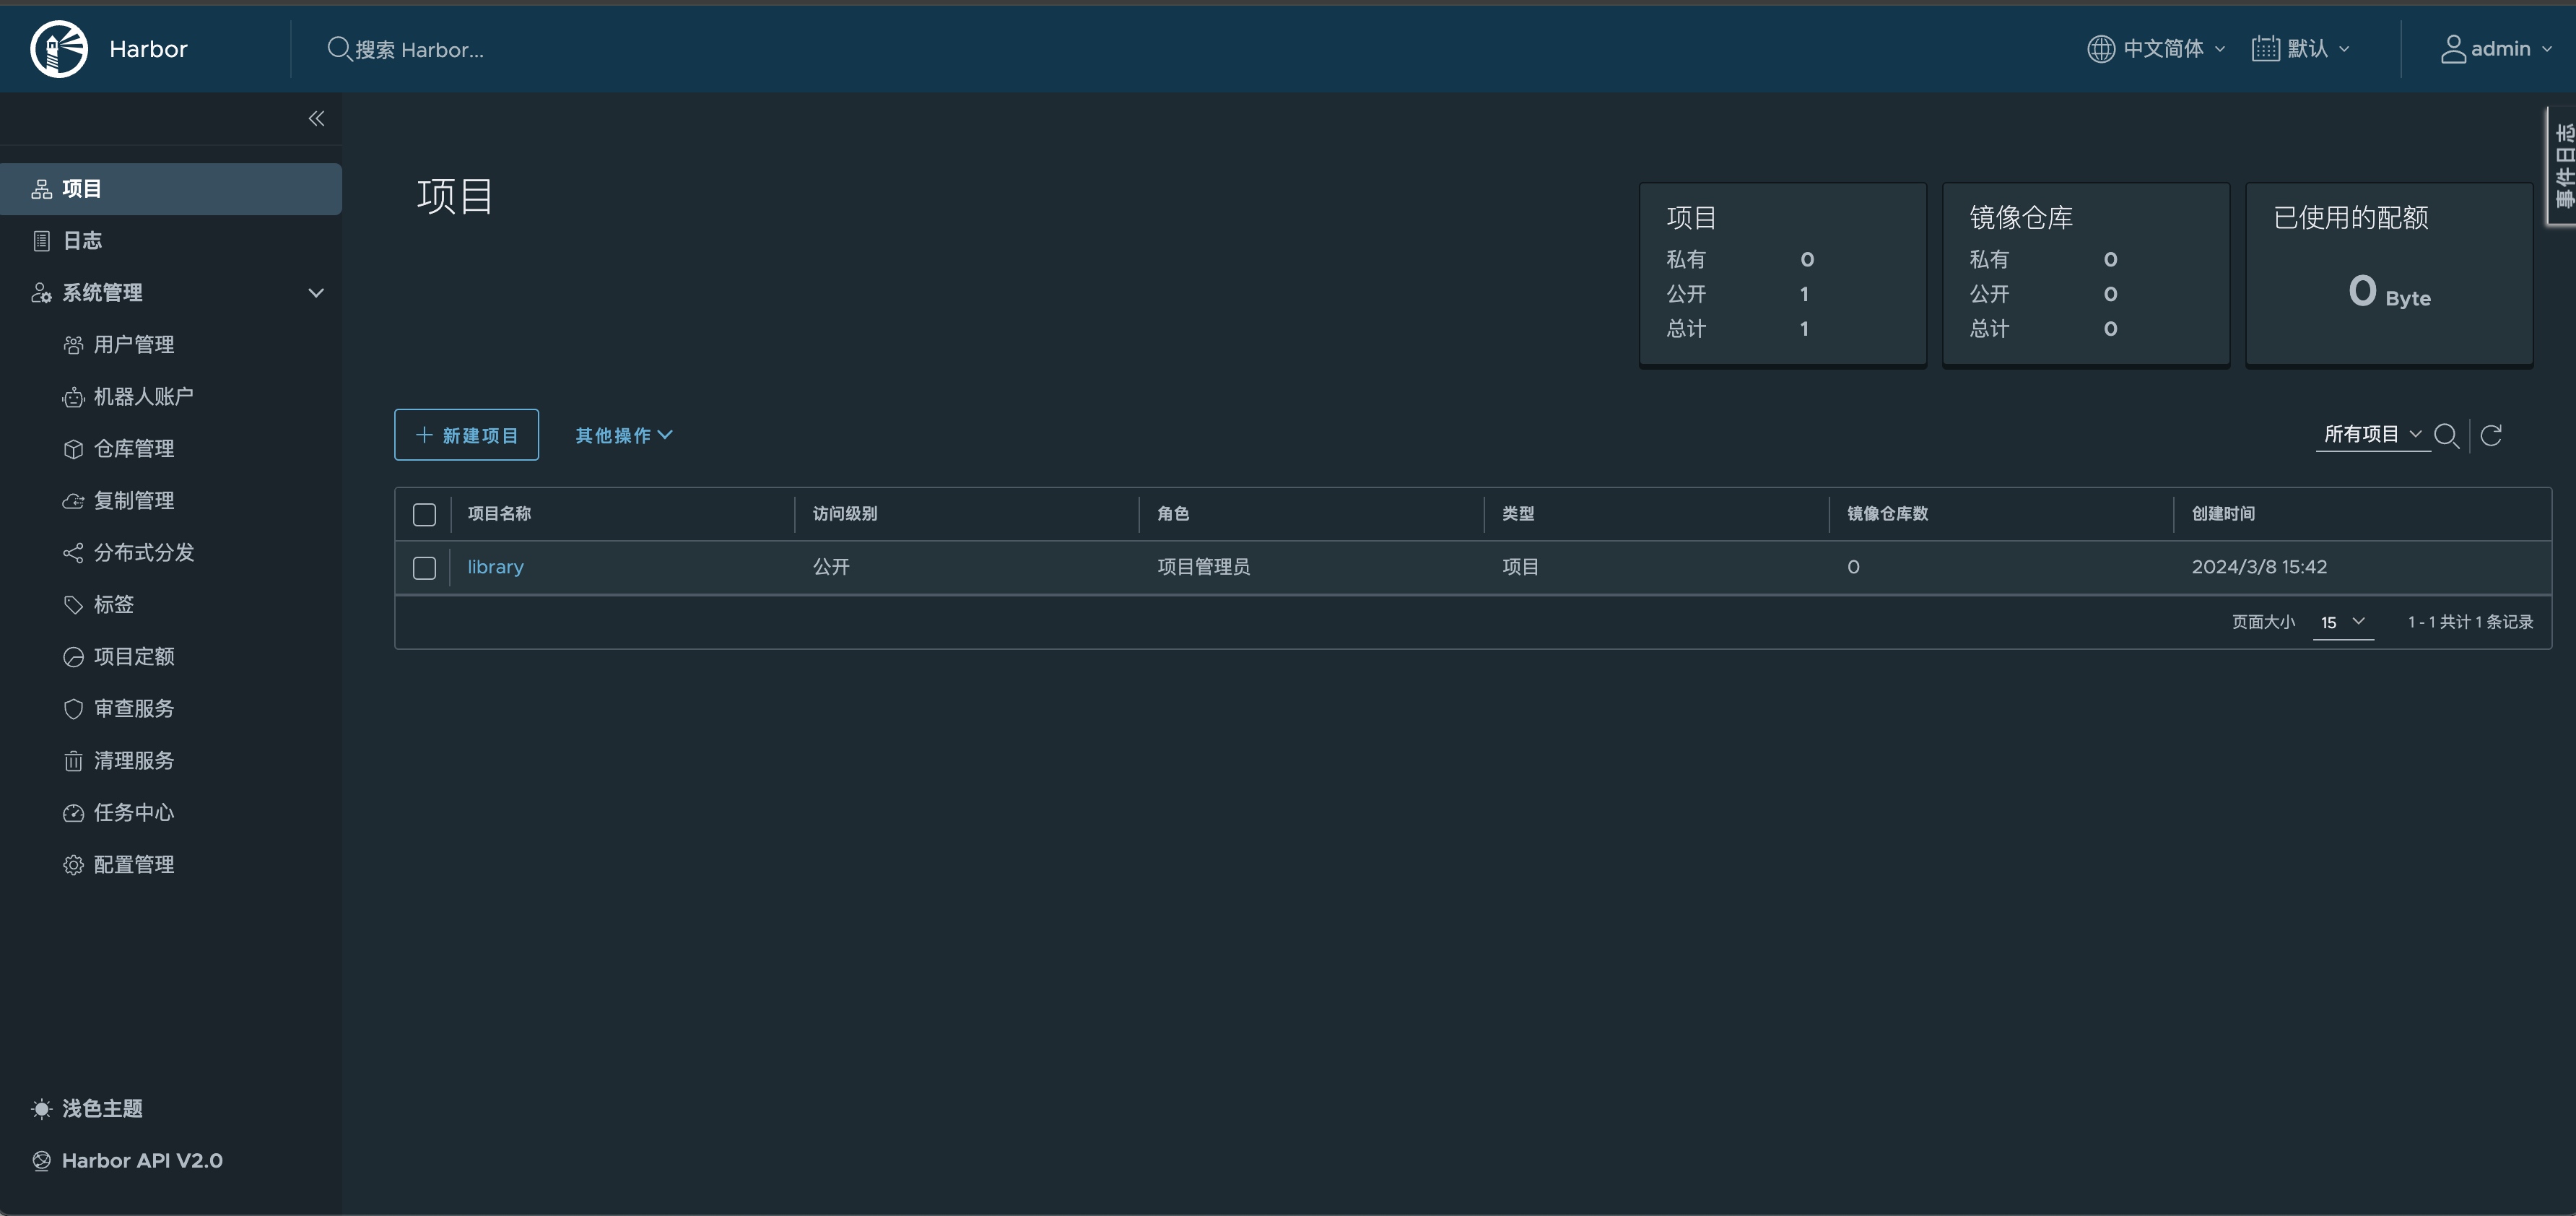 Harbor
搜索 Harbor...
中文简体
默认
admin
事件日志
项目
日志
系统管理
用户管理
机器人账户
仓库管理
复制管理
分布式分发
标签
项目定额
审查服务
清理服务
任务中心
配置管理
浅色主题
Harbor API V2.0
项目
项目
私有 0
公开 1
总计 1
镜像仓库
私有 0
公开 0
总计 0
已使用的配额
0 Byte
新建项目
其他操作
所有项目
项目名称 访问级别 角色 类型 镜像仓库数 创建时间
library 公开 项目管理员 项目 0 2024/3/8 15:42
页面大小 15 1 - 1 共计 1 条记录